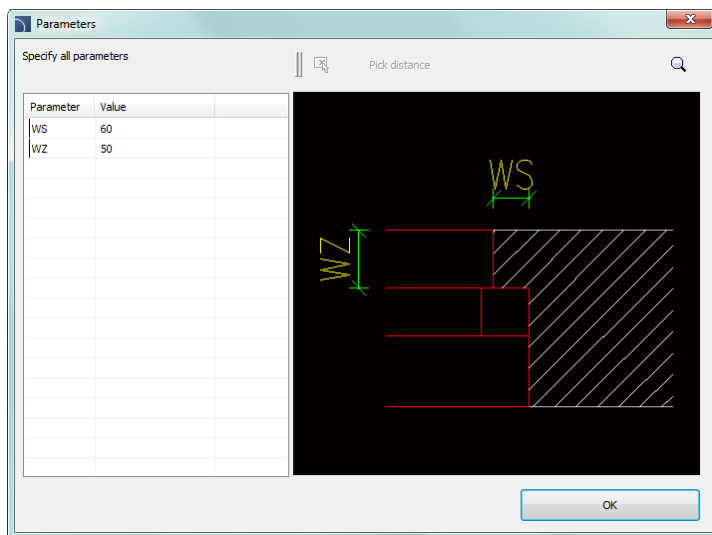 Parameters
Specify all parameters
Pick distance
Parameter Value
WS 60
WZ 50
WS
WZ
OK